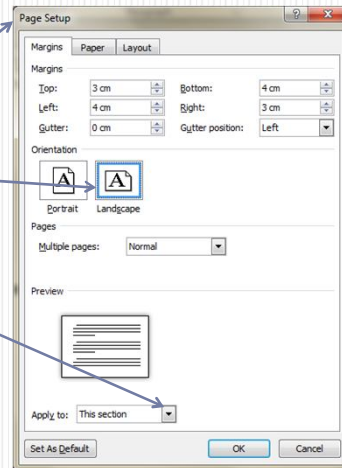 Page Setup
Margins Paper Layout
Margins
Top: 3 cm Bottom: 4 cm
Left: 4 cm Right: 3 cm
Gutter: 0 cm Gutter position: Left
Orientation
A A
Portrait Landscape
Pages
Multiple pages: Normal
Preview
Apply to: This section
Set As Default OK Cancel